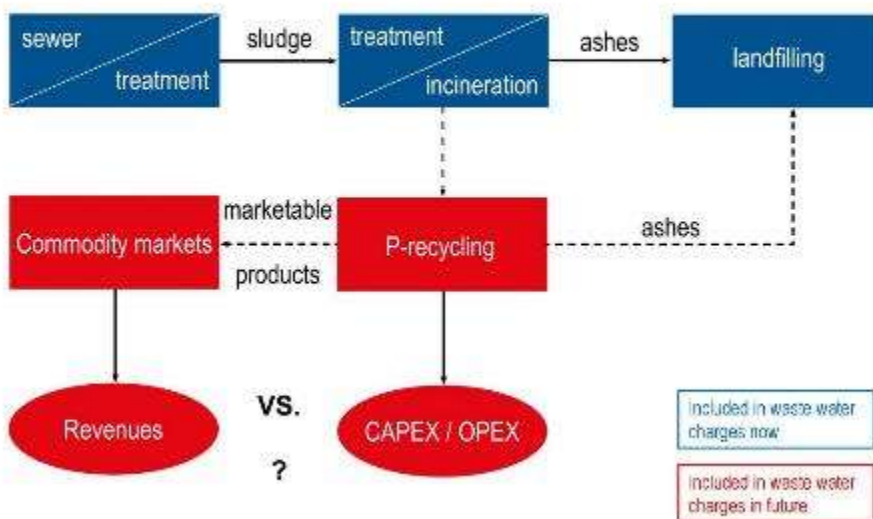 sewer
treatment
sludge
treatment
incineration
ashes
landfilling
Commodity markets
marketable
products
P-recycling
ashes
Revenues
VS.
?
CAPEX / OPEX
included in waste water
charges now
Included in waste water
charges in future